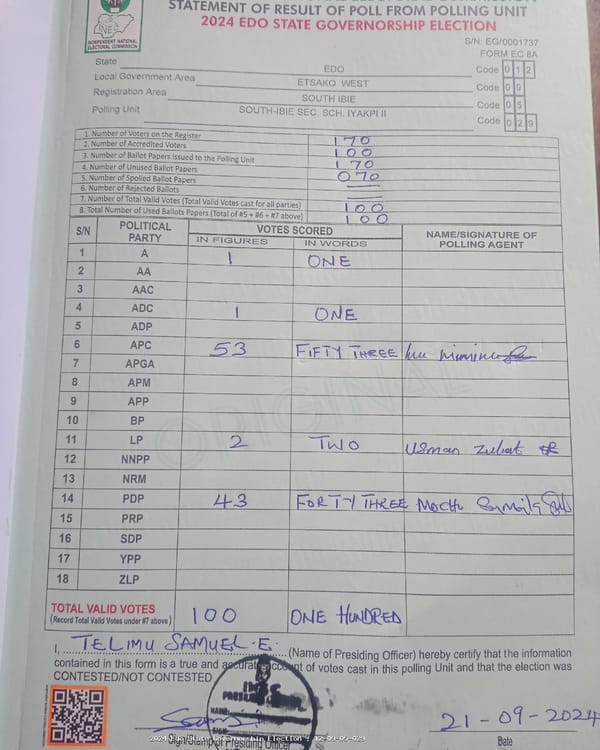 STATEMENT OF RESULT OF POLL FROM POLLING UNIT
2024 EDO STATE GOVERNORSHIP ELECTION
INEC
INDEPENDENT NATIONAL
ELECTORAL COMMISSION
S/N: EG/0001737
FORM EC 8A
State EDO Code 0 1 2
Local Government Area ETSAKO WEST Code 0 9
Registration Area SOUTH IBIE Code 0 5
Polling Unit SOUTH-IBIE SEC. SCH. IYAKPI II Code 0 2 9
1. Number of Voters on the Register 170
2. Number of Accredited Voters 100
3. Number of Ballot Papers Issued to the Polling Unit 170
4. Number of Unused Ballot Papers 070
5. Number of Spoiled Ballot Papers —
6. Number of Rejected Ballots —
7. Number of Total Valid Votes (Total Valid Votes cast for all parties) 100
8. Total Number of Used Ballots Papers (Total of #5 + #6 + #7 above) 100
S/N POLITICAL PARTY VOTES SCORED NAME/SIGNATURE OF POLLING AGENT
IN FIGURES IN WORDS
1 A 1 ONE
2 AA
3 AAC
4 ADC 1 ONE
5 ADP
6 APC 53 FIFTY THREE
7 APGA
8 APM
9 APP
10 BP
11 LP 2 TWO Usman
12 NNPP
13 NRM
14 PDP 43 FORTY THREE
15 PRP
16 SDP
17 YPP
18 ZLP
ORIGINAL
TOTAL VALID VOTES 100 ONE HUNDRED
(Record Total Valid Votes under #7 above)
I, TELIMU SAMUEL .E. (Name of Presiding Officer) hereby certify that the information
contained in this form is a true and accurate account of votes cast in this polling Unit and that the election was
CONTESTED/NOT CONTESTED
21-09-2024
Sign/Stamp of Presiding Officer
Date